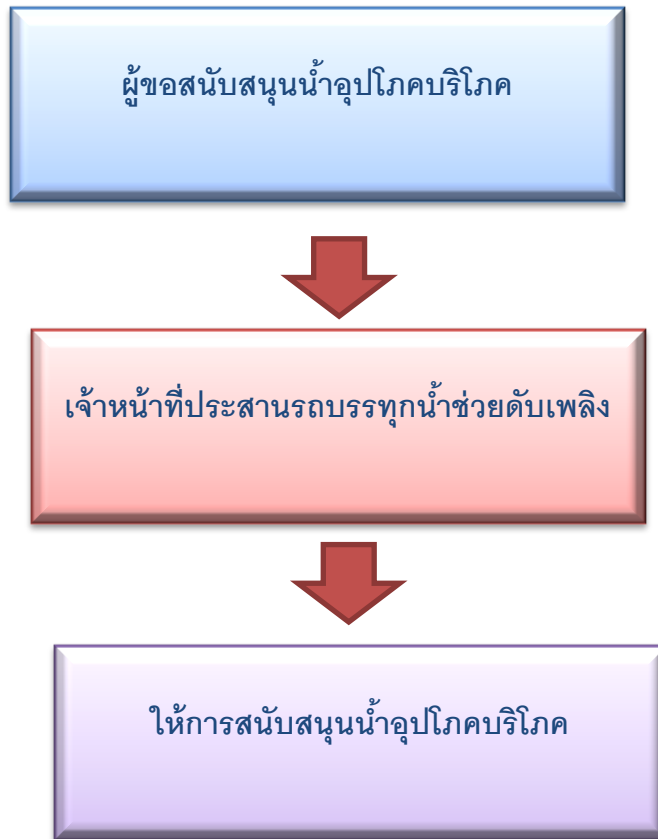 ผู้ขอสนับสนุนน้ำอุปโภคบริโภค
เจ้าหน้าที่ประสานรถบรรทุกน้ำช่วยดับเพลิง
ให้การสนับสนุนน้ำอุปโภคบริโภค